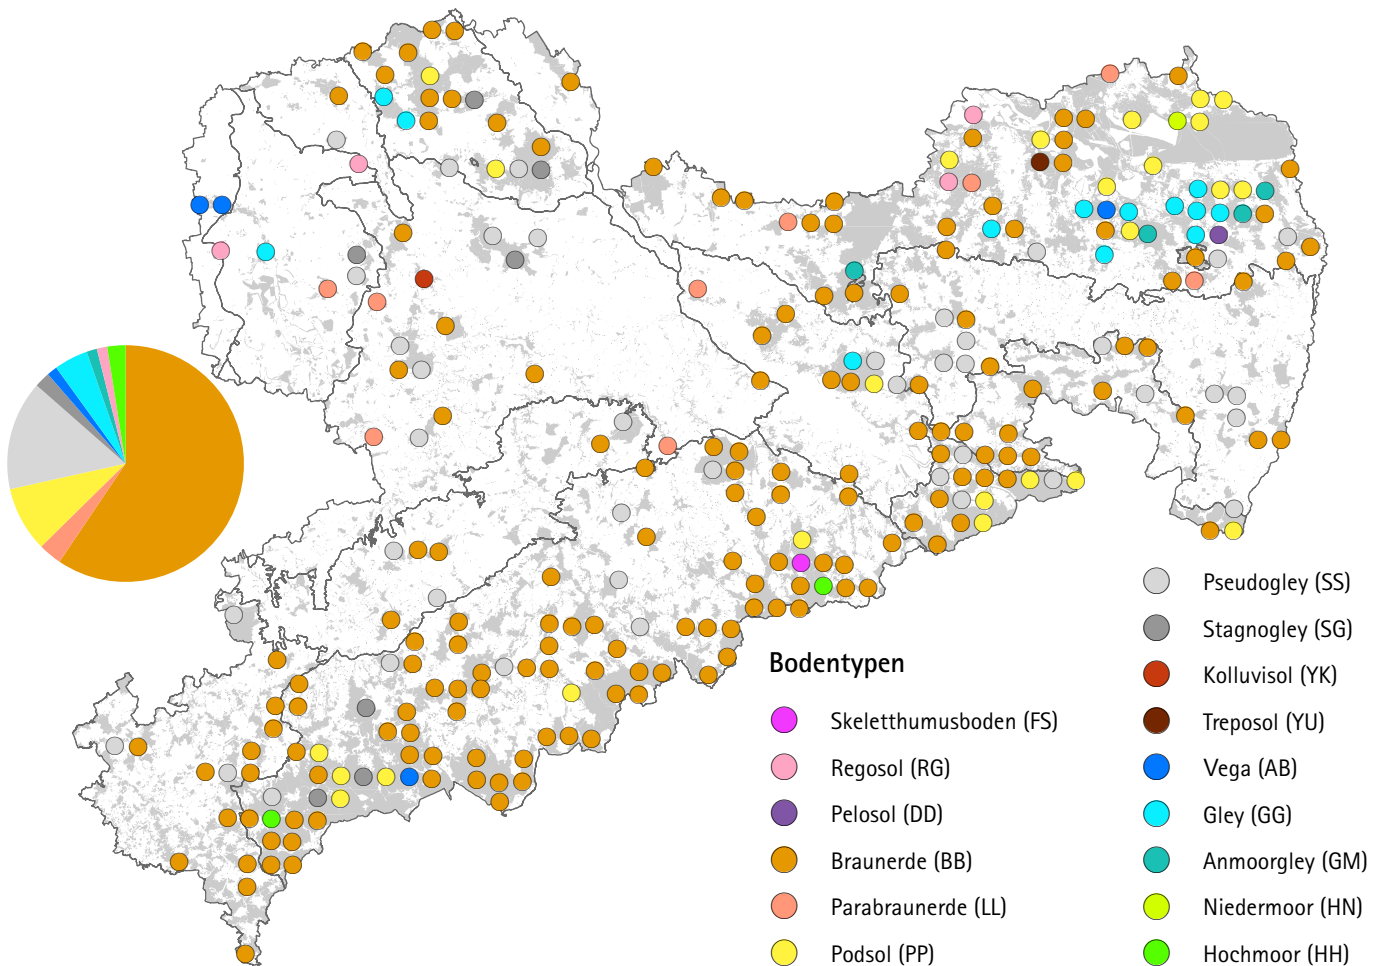 Bodentypen
Skeletthumusboden (FS)
Regosol (RG)
Pelosol (DD)
Braunerde (BB)
Parabraunerde (LL)
Podsol (PP)
Pseudogley (SS)
Stagnogley (SG)
Kolluvisol (YK)
Treposol (YU)
Vega (AB)
Gley (GG)
Anmoorgley (GM)
Niedermoor (HN)
Hochmoor (HH)